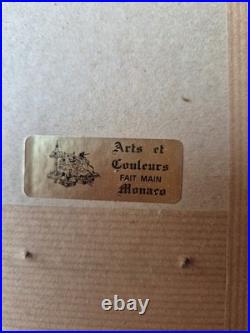 Arts et
Couleurs
FAIT MAIN
Monaco